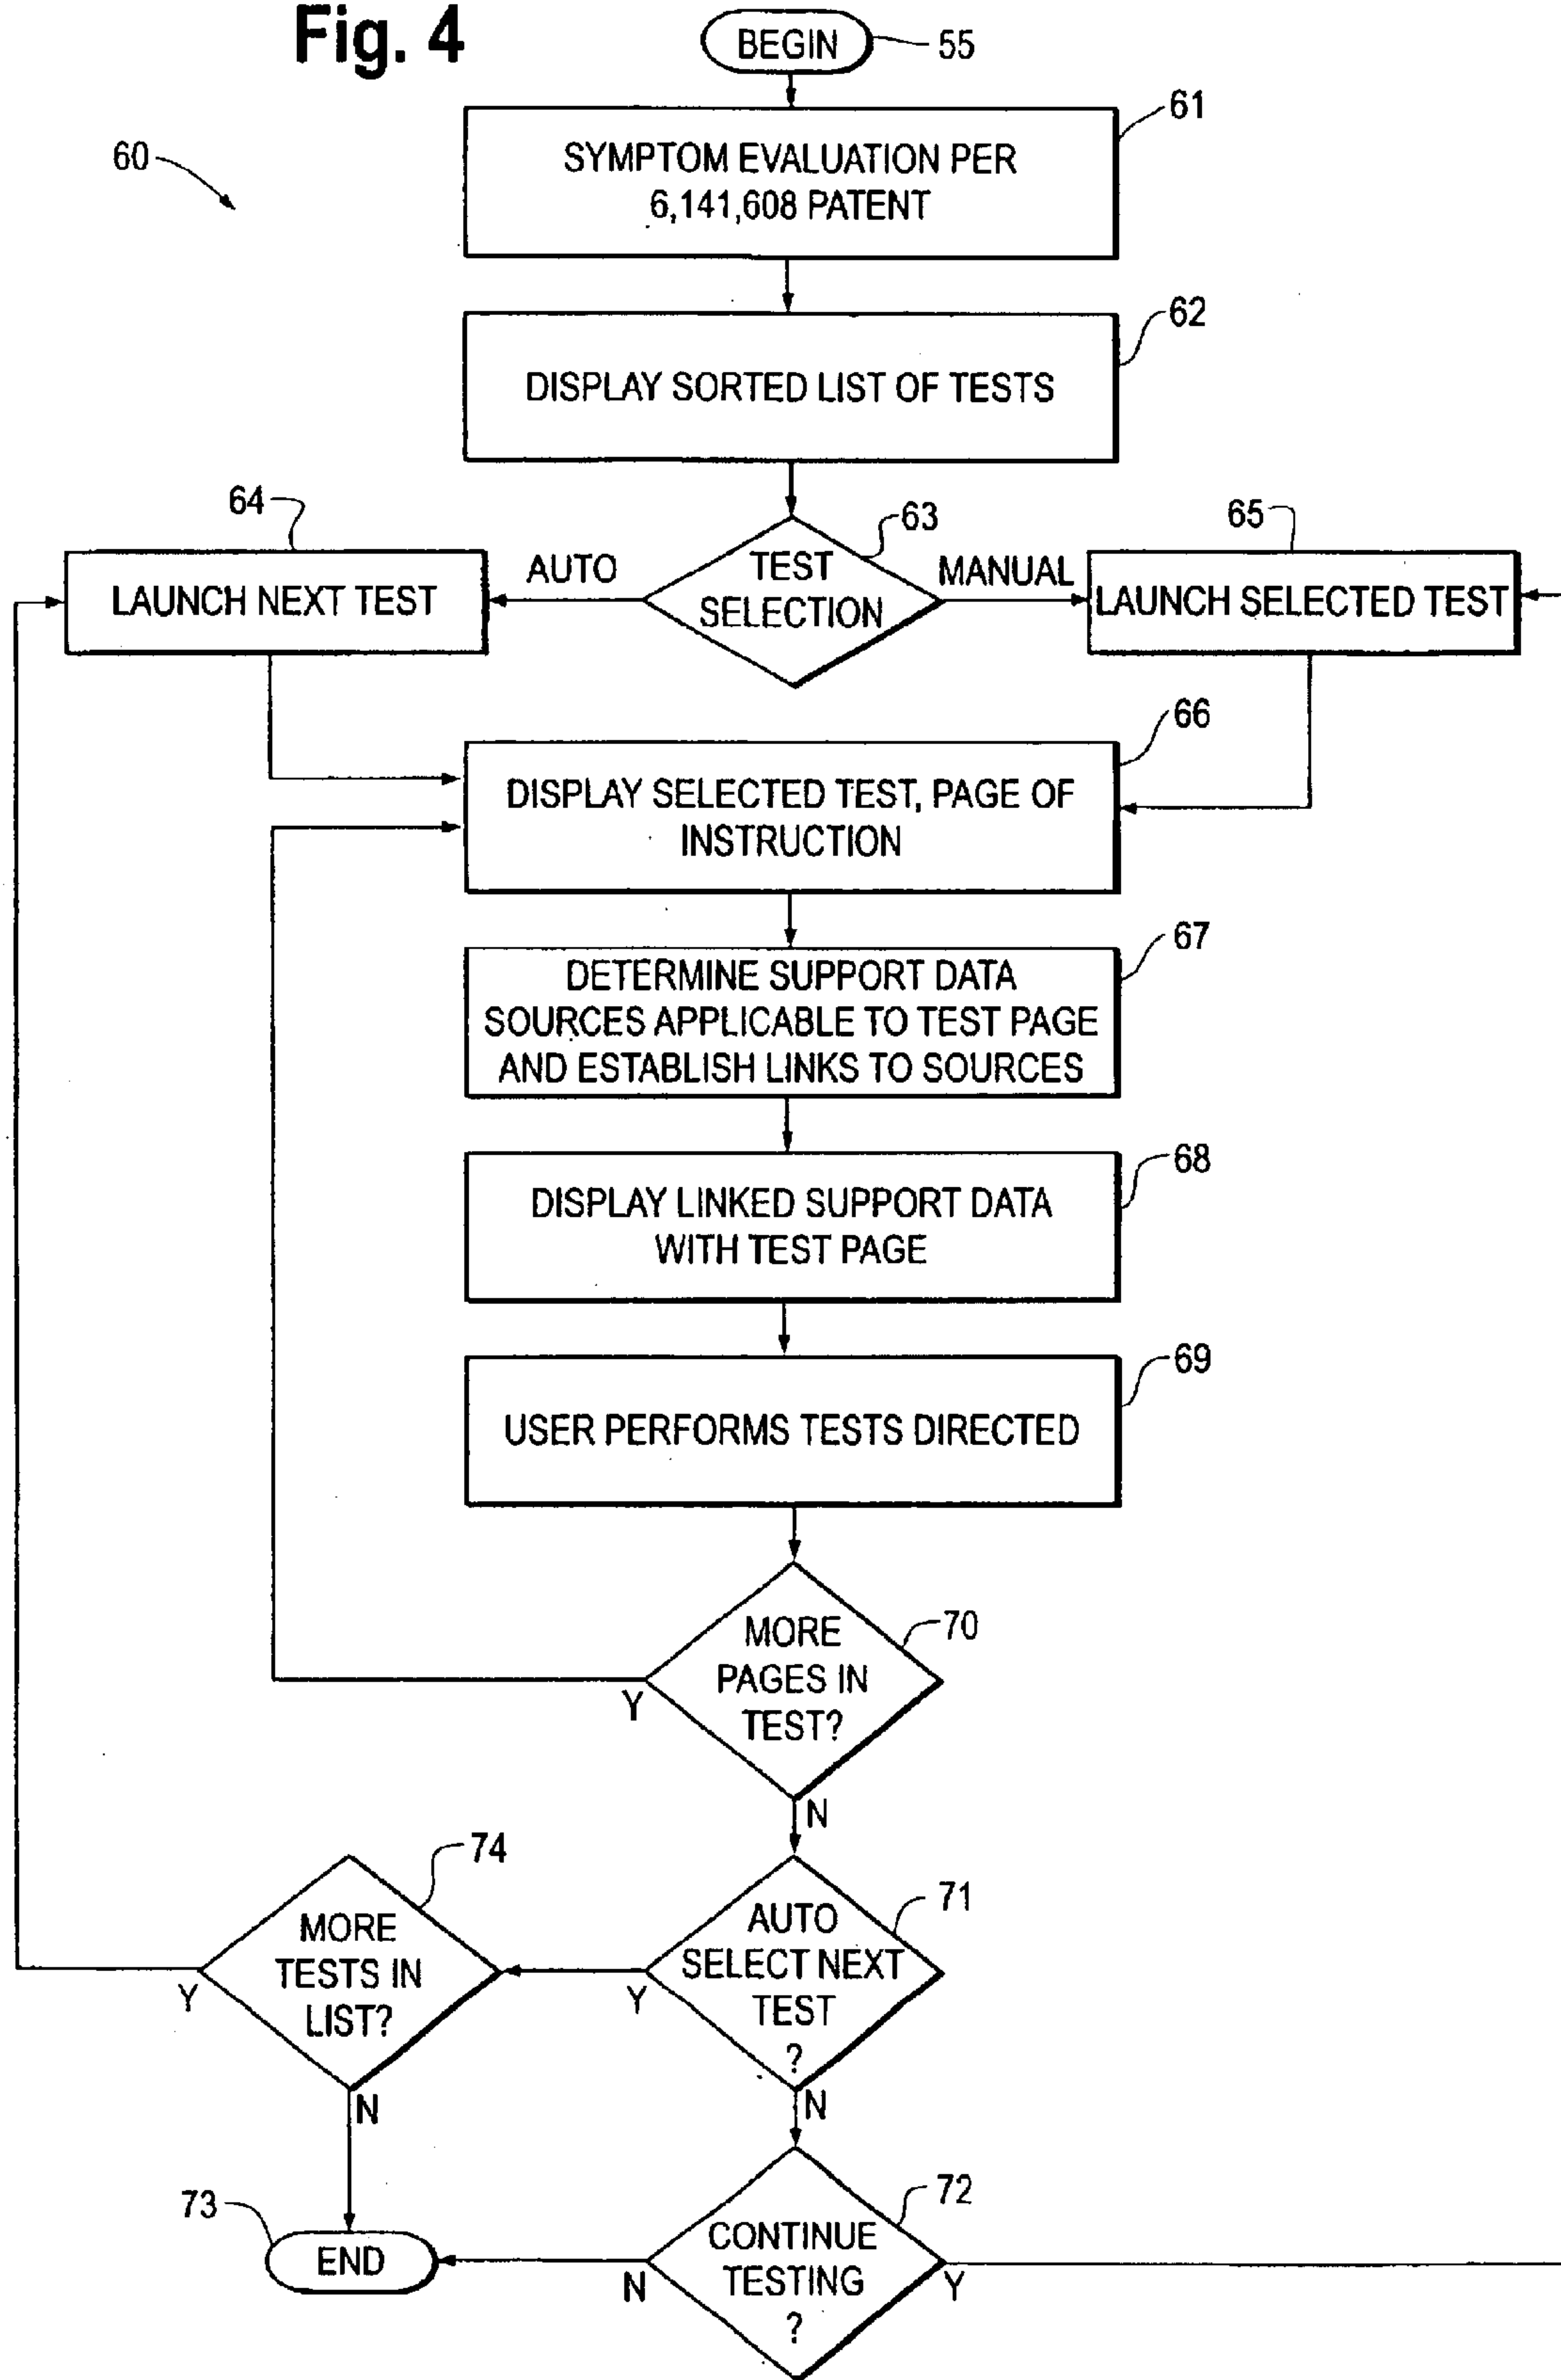 Fig. 4
BEGIN
55
60
61
SYMPTOM EVALUATION PER
6,141,608 PATENT
62
DISPLAY SORTED LIST OF TESTS
64
63
65
LAUNCH NEXT TEST
AUTO
TEST
SELECTION
MANUAL
LAUNCH SELECTED TEST
66
DISPLAY SELECTED TEST, PAGE OF
INSTRUCTION
67
DETERMINE SUPPORT DATA
SOURCES APPLICABLE TO TEST PAGE
AND ESTABLISH LINKS TO SOURCES
68
DISPLAY LINKED SUPPORT DATA
WITH TEST PAGE
69
USER PERFORMS TESTS DIRECTED
70
MORE
PAGES IN
TEST?
Y
N
74
MORE
TESTS IN
LIST?
Y
N
71
AUTO
SELECT NEXT
TEST
?
Y
N
73
END
72
CONTINUE
TESTING
?
N
Y